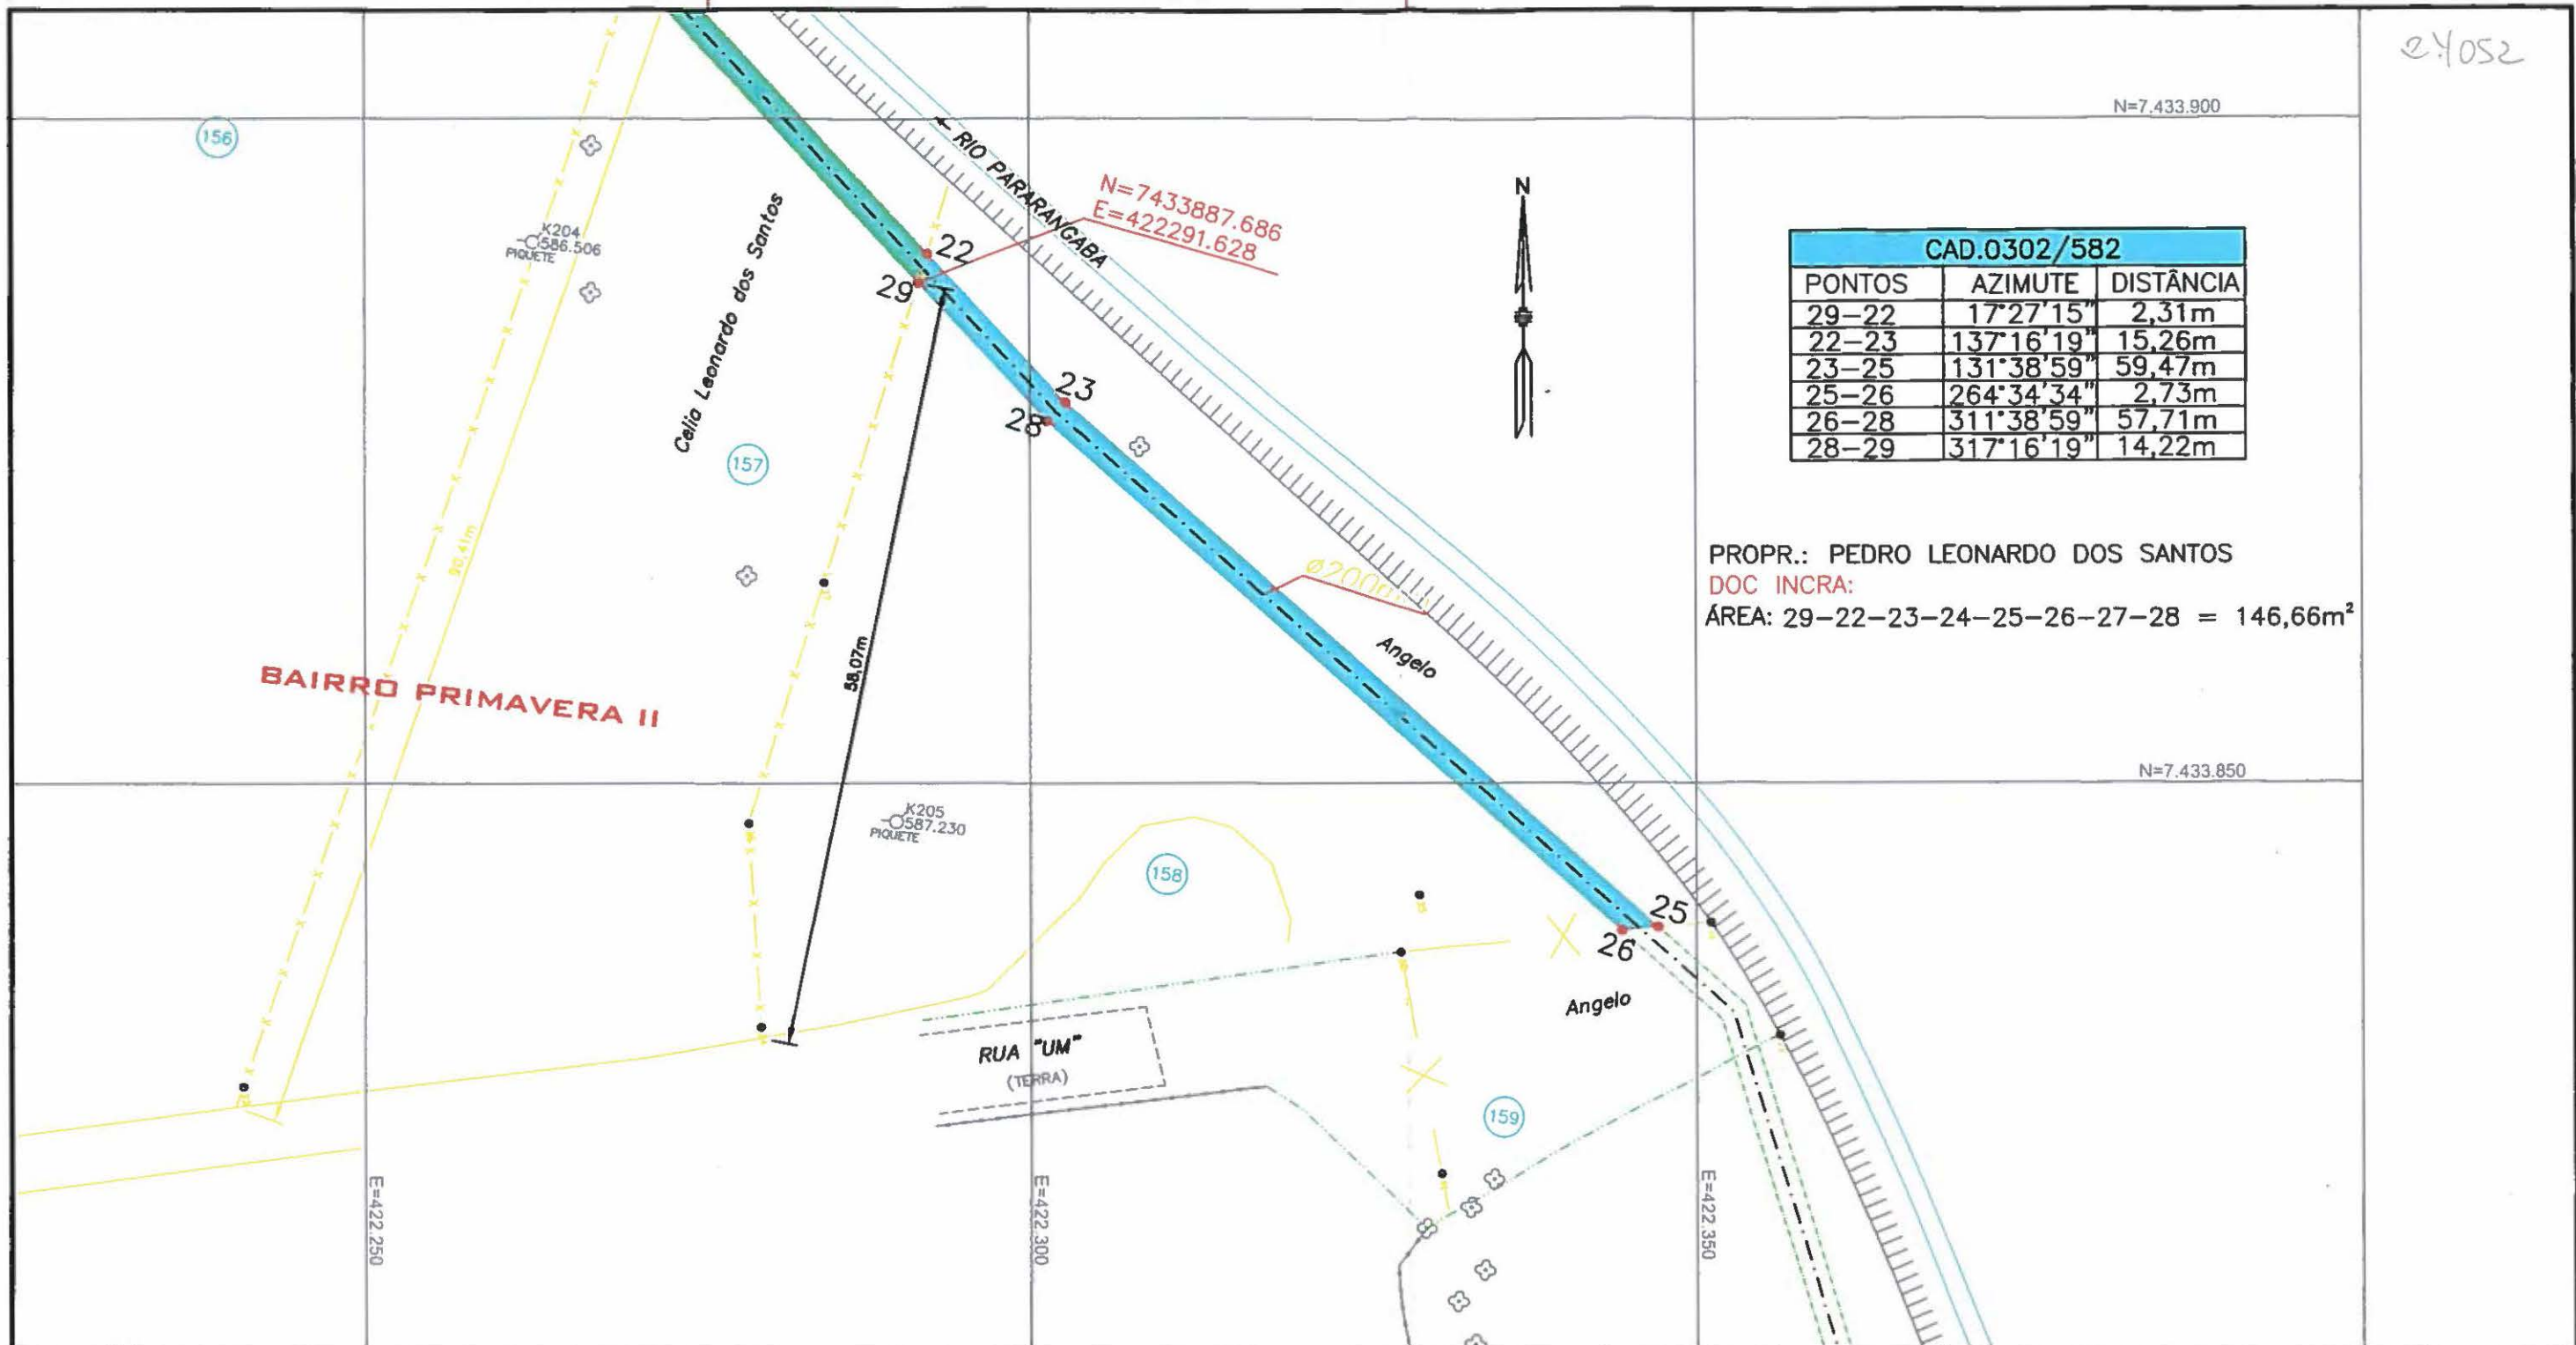 24052
N=7.433.900
156
RIO PARARANGABA
N=7433887.686
E=422291.628
N
K204
586.506
PIQUETE
Celia Leonardo dos Santos
22
29
CAD.0302/582
PONTOS AZIMUTE DISTÂNCIA
29-22 17°27'15" 2,31m
22-23 137°16'19" 15,26m
23-25 131°38'59" 59,47m
25-26 264°34'34" 2,73m
26-28 311°38'59" 57,71m
28-29 317°16'19" 14,22m
23
28
157
90,41m
PROPR.: PEDRO LEONARDO DOS SANTOS
DOC INCRA:
ÁREA: 29-22-23-24-25-26-27-28 = 146,66m²
Angelo
58,07m
BAIRRO PRIMAVERA II
N=7.433.850
K205
587.230
PIQUETE
158
25
26
Angelo
RUA "UM"
(TERRA)
159
E=422.250
E=422.300
E=422.350